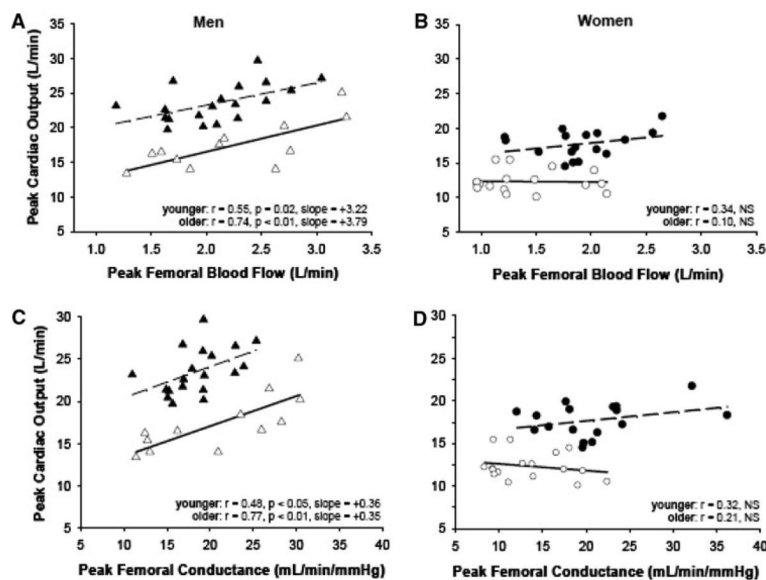 A
Men
B
Women
Peak Cardiac Output (L/min)
35
30
25
20
15
10
5
younger: r = 0.55, p = 0.02, slope = +3.22
older: r = 0.74, p < 0.01, slope = +3.79
1.0 1.5 2.0 2.5 3.0 3.5
Peak Femoral Blood Flow (L/min)
35
30
25
20
15
10
5
younger: r = 0.34, NS
older: r = 0.10, NS
1.0 1.5 2.0 2.5 3.0 3.5
Peak Femoral Blood Flow (L/min)
C
D
Peak Cardiac Output (L/min)
35
30
25
20
15
10
5
younger: r = 0.48, p < 0.05, slope = +0.36
older: r = 0.77, p < 0.01, slope = +0.35
5 10 15 20 25 30 35 40
Peak Femoral Conductance (mL/min/mmHg)
35
30
25
20
15
10
5
younger: r = 0.32, NS
older: r = 0.21, NS
5 10 15 20 25 30 35 40
Peak Femoral Conductance (mL/min/mmHg)